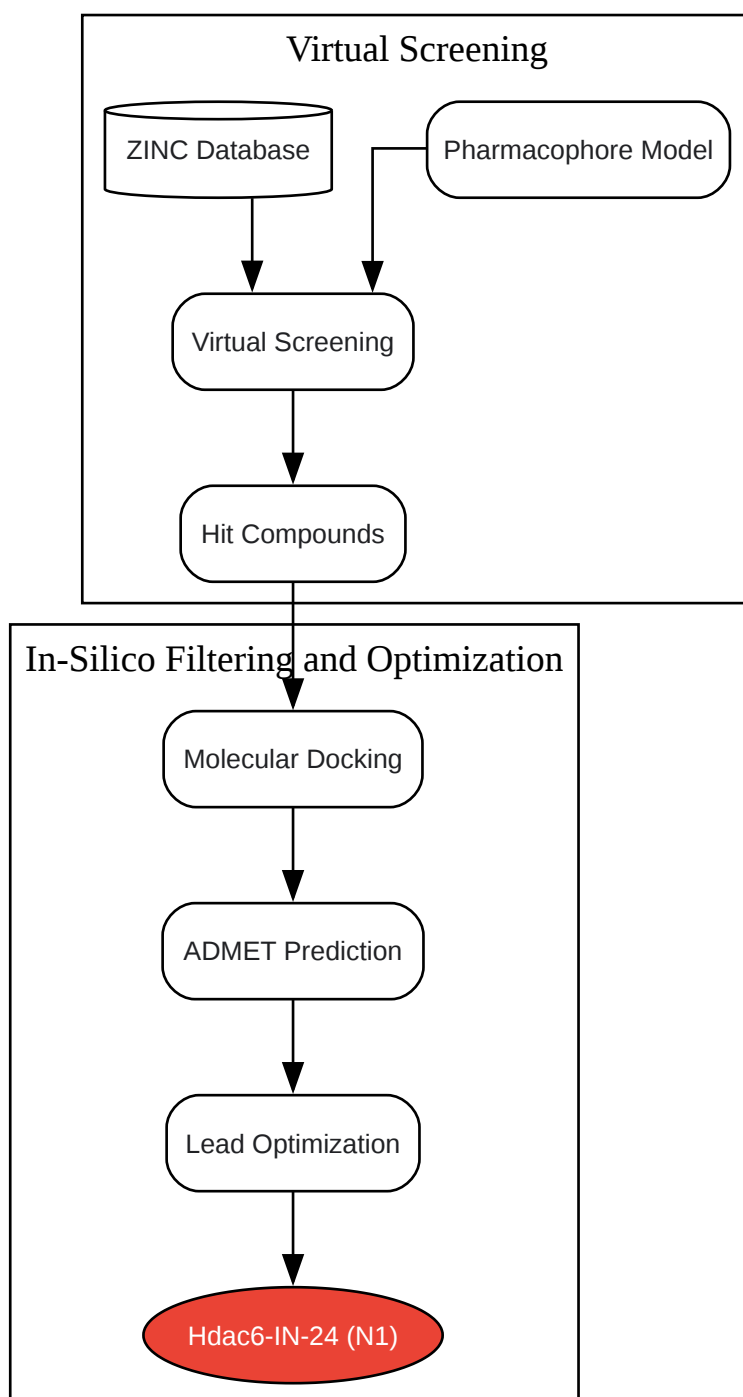 Virtual Screening
ZINC Database
Pharmacophore Model
Virtual Screening
Hit Compounds
In-Silico Filtering and Optimization
Molecular Docking
ADMET Prediction
Lead Optimization
Hdac6-IN-24 (N1)